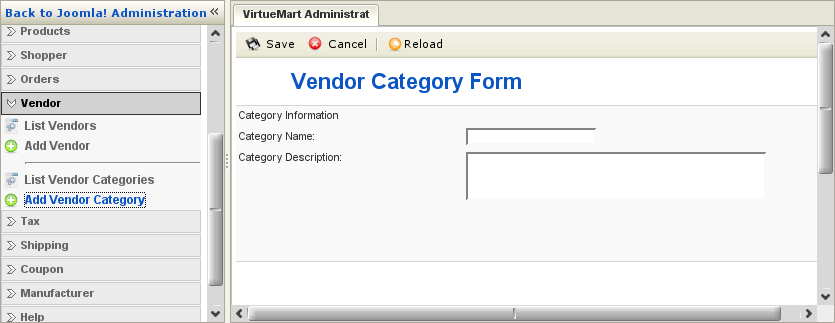 Back to Joomla! Administration
Products
Shopper
Orders
Vendor
List Vendors
Add Vendor
List Vendor Categories
Add Vendor Category
Tax
Shipping
Coupon
Manufacturer
Help
VirtueMart Administrat
Save Cancel Reload
Vendor Category Form
Category Information
Category Name:
Category Description: